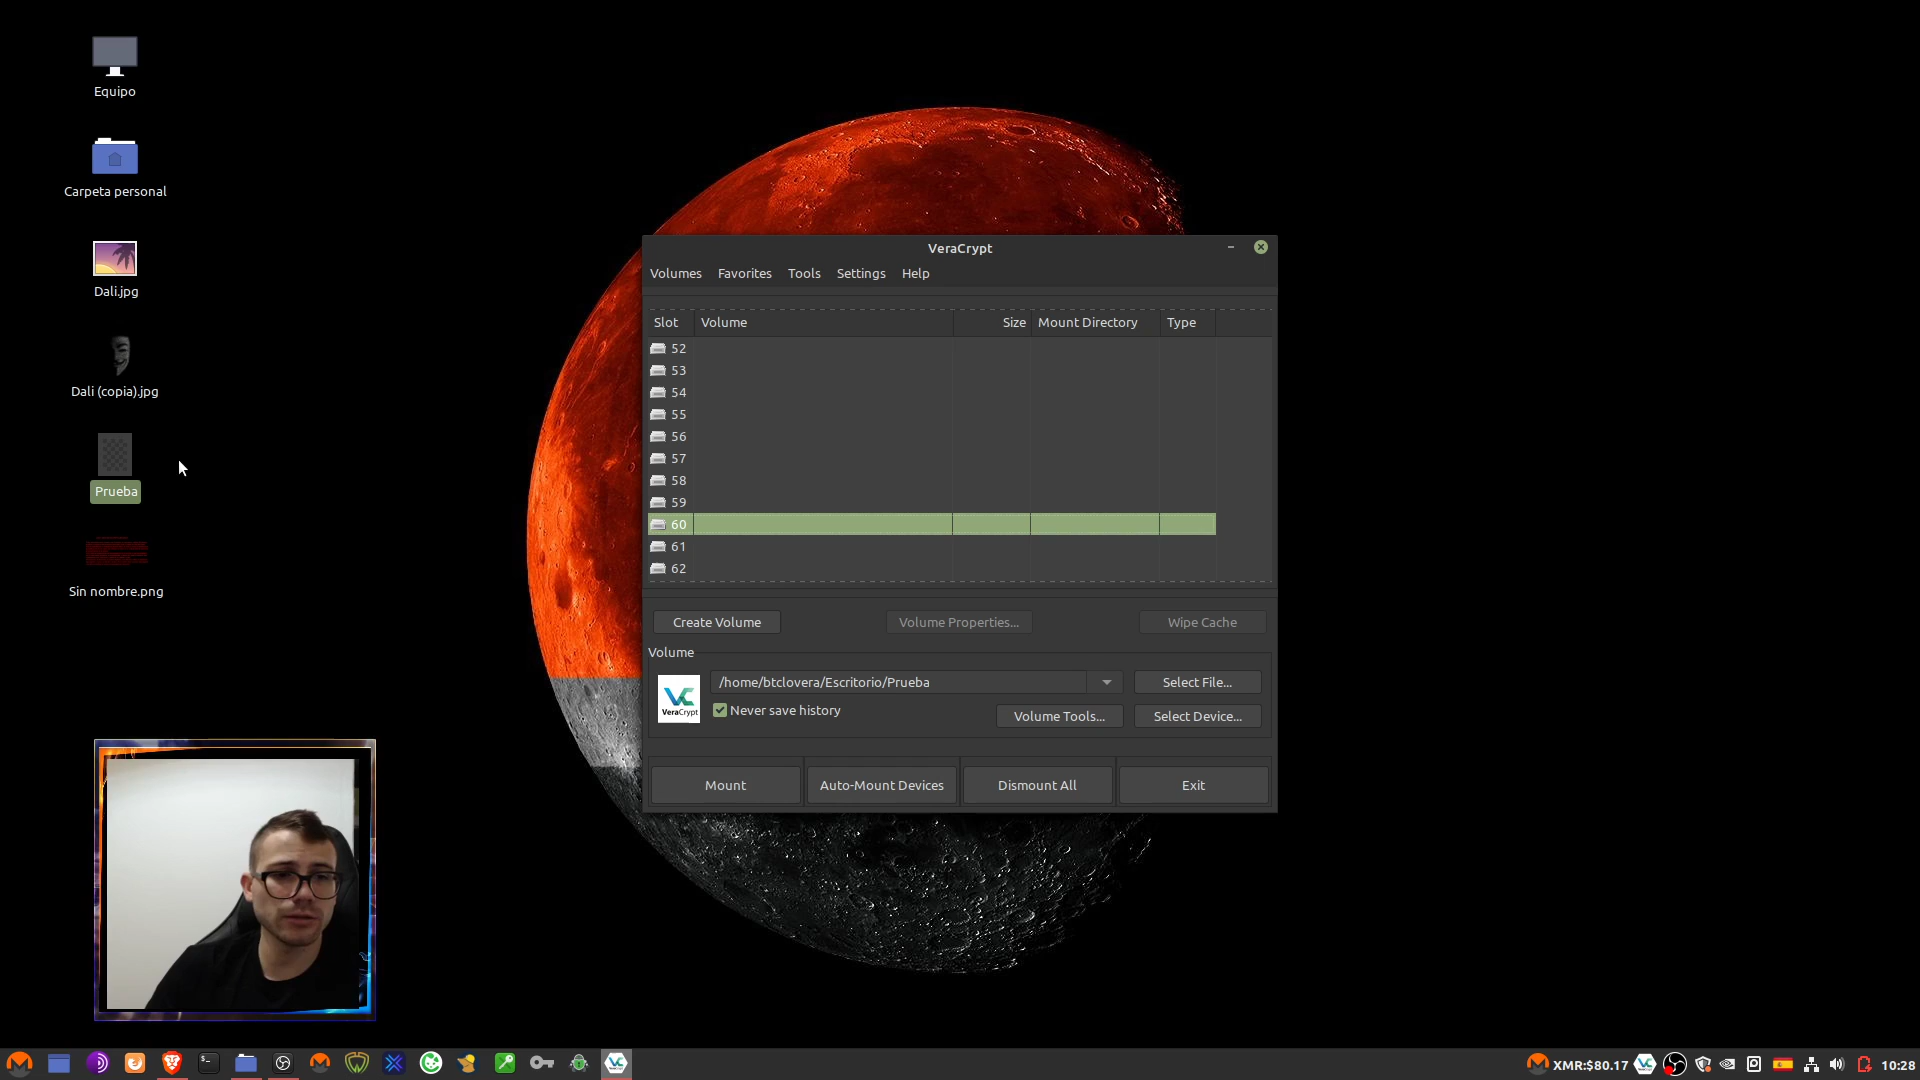 Equipo
Carpeta personal
Dali.jpg
Dali (copia).jpg
Prueba
Sin nombre.png
VeraCrypt
Volumes Favorites Tools Settings Help
Slot Volume Size Mount Directory Type
52
53
54
55
56
57
58
59
60
61
62
Create Volume Volume Properties... Wipe Cache
Volume
VeraCrypt
/home/btclovera/Escritorio/Prueba
Select File...
Never save history
Volume Tools... Select Device...
Mount Auto-Mount Devices Dismount All Exit
XMR:$80.17
10:28